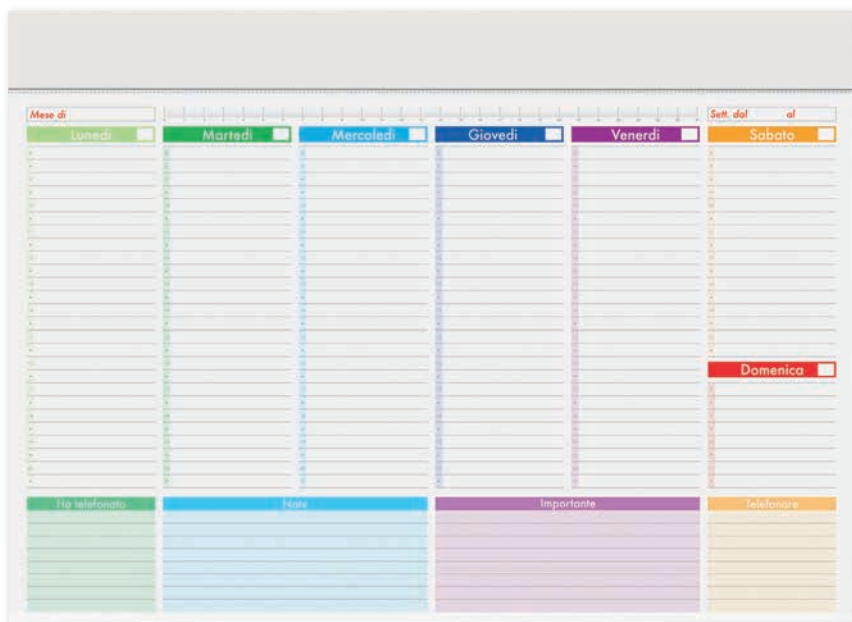 Mese di
Sett. dal al
Lunedì
Martedì
Mercoledì
Giovedì
Venerdì
Sabato
Domenica
Ha telefonato
Note
Importante
Telefonare